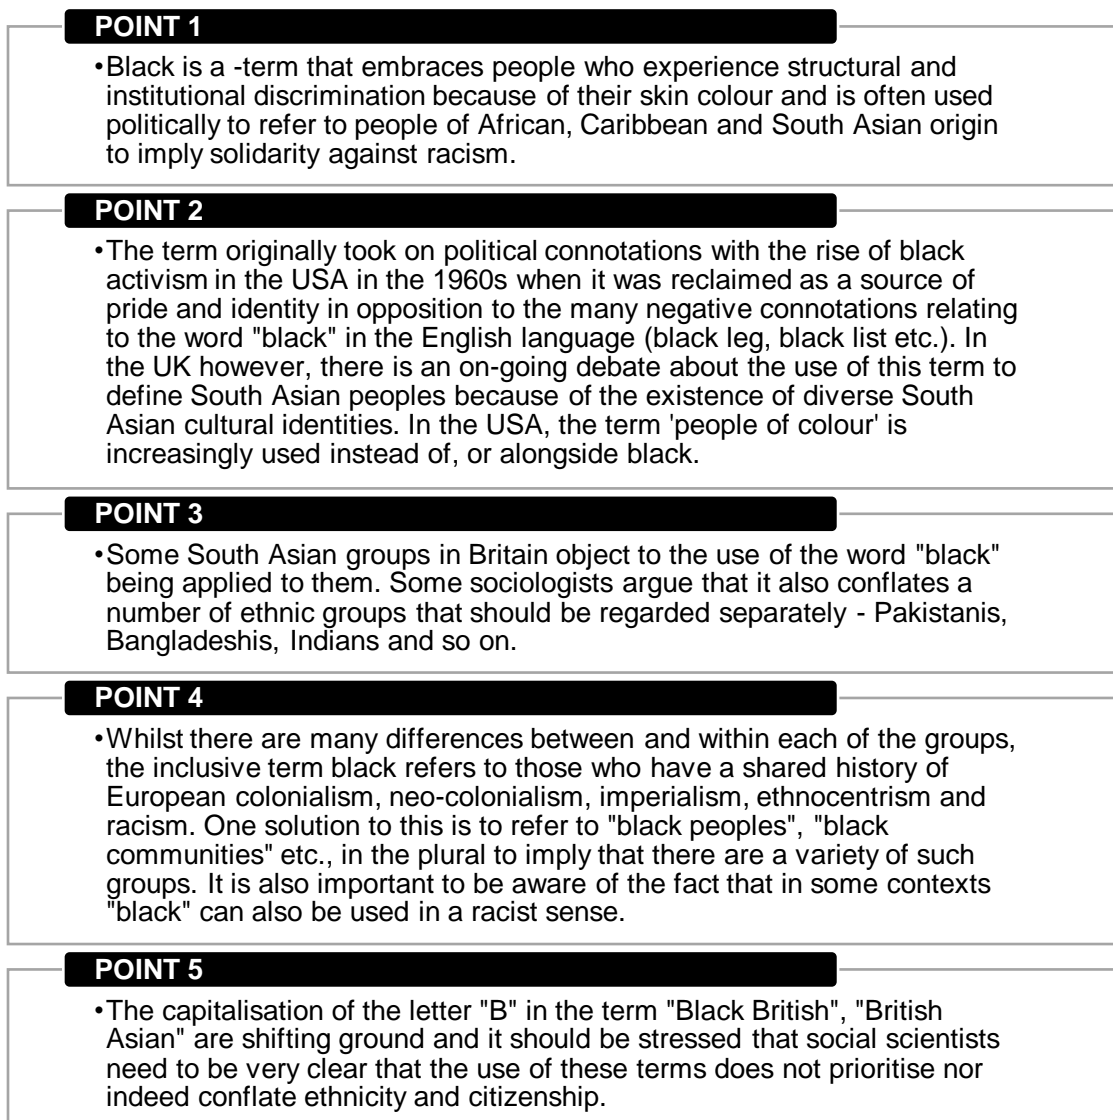 POINT 1
•Black is a -term that embraces people who experience structural and
institutional discrimination because of their skin colour and is often used
politically to refer to people of African, Caribbean and South Asian origin
to imply solidarity against racism.
POINT 2
•The term originally took on political connotations with the rise of black
activism in the USA in the 1960s when it was reclaimed as a source of
pride and identity in opposition to the many negative connotations relating
to the word "black" in the English language (black leg, black list etc.). In
the UK however, there is an on-going debate about the use of this term to
define South Asian peoples because of the existence of diverse South
Asian cultural identities. In the USA, the term 'people of colour' is
increasingly used instead of, or alongside black.
POINT 3
•Some South Asian groups in Britain object to the use of the word "black"
being applied to them. Some sociologists argue that it also conflates a
number of ethnic groups that should be regarded separately - Pakistanis,
Bangladeshis, Indians and so on.
POINT 4
•Whilst there are many differences between and within each of the groups,
the inclusive term black refers to those who have a shared history of
European colonialism, neo-colonialism, imperialism, ethnocentrism and
racism. One solution to this is to refer to "black peoples", "black
communities" etc., in the plural to imply that there are a variety of such
groups. It is also important to be aware of the fact that in some contexts
"black" can also be used in a racist sense.
POINT 5
•The capitalisation of the letter "B" in the term "Black British", "British
Asian" are shifting ground and it should be stressed that social scientists
need to be very clear that the use of these terms does not prioritise nor
indeed conflate ethnicity and citizenship.